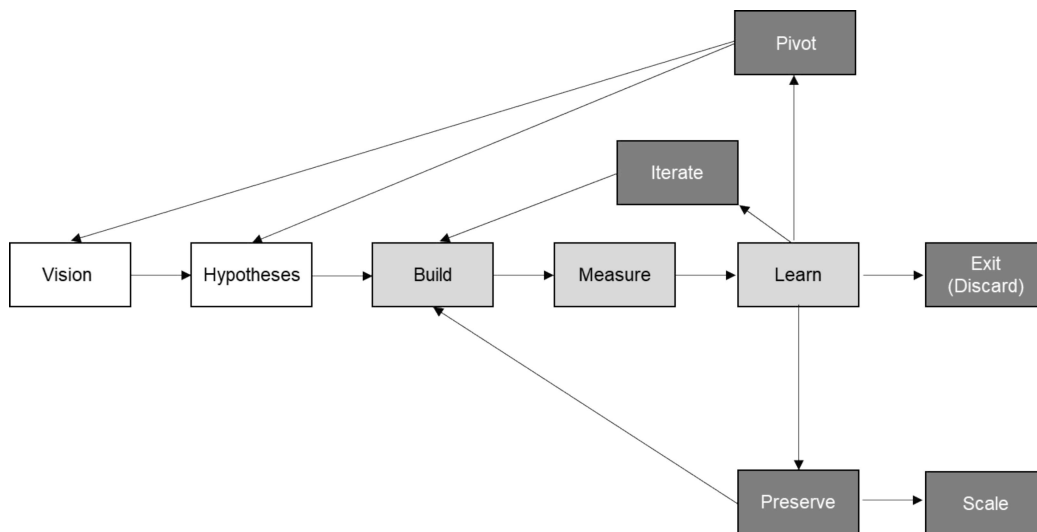 Pivot
Iterate
Vision
Hypotheses
Build
Measure
Learn
Exit
(Discard)
Preserve
Scale